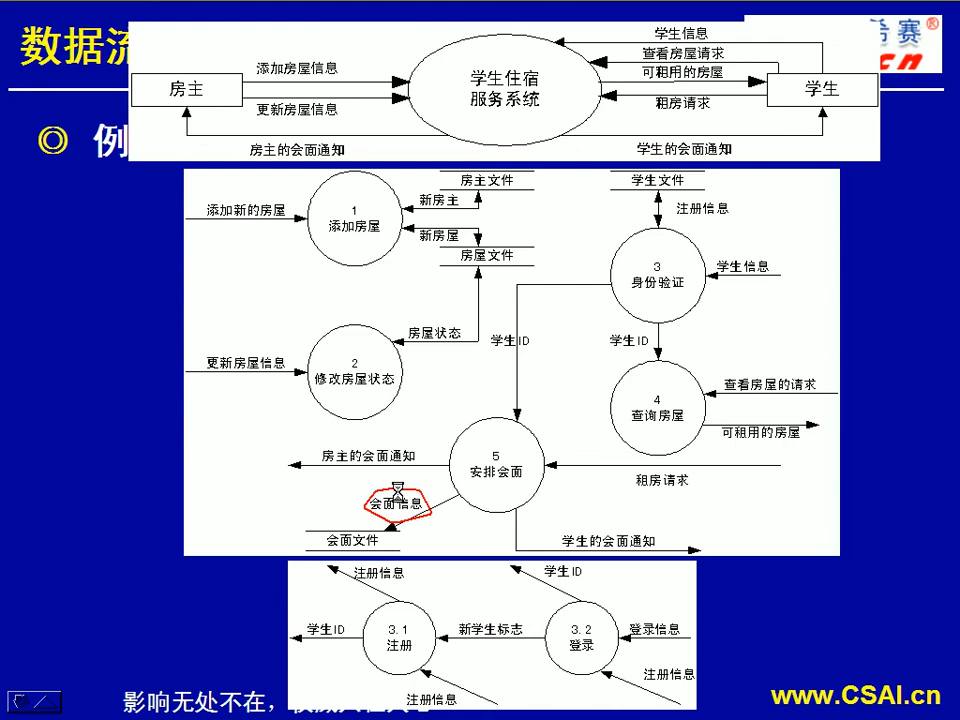 数据流
希赛®
cn
学生信息
查看房屋请求
添加房屋信息
学生住宿
服务系统
可租用的房屋
房主
学生
更新房屋信息
租房请求
房主的会面通知
学生的会面通知
◎ 例
房主文件
学生文件
添加新的房屋
1
添加房屋
新房主
注册信息
新房屋
房屋文件
3
身份验证
学生信息
房屋状态
学生ID
学生ID
更新房屋信息
2
修改房屋状态
4
查询房屋
查看房屋的请求
可租用的房屋
房主的会面通知
5
安排会面
租房请求
会面信息
会面文件
学生的会面通知
注册信息
学生ID
学生ID
3.1
注册
新学生标志
3.2
登录
登录信息
注册信息
注册信息
影响无处不在，
www.CSAI.cn